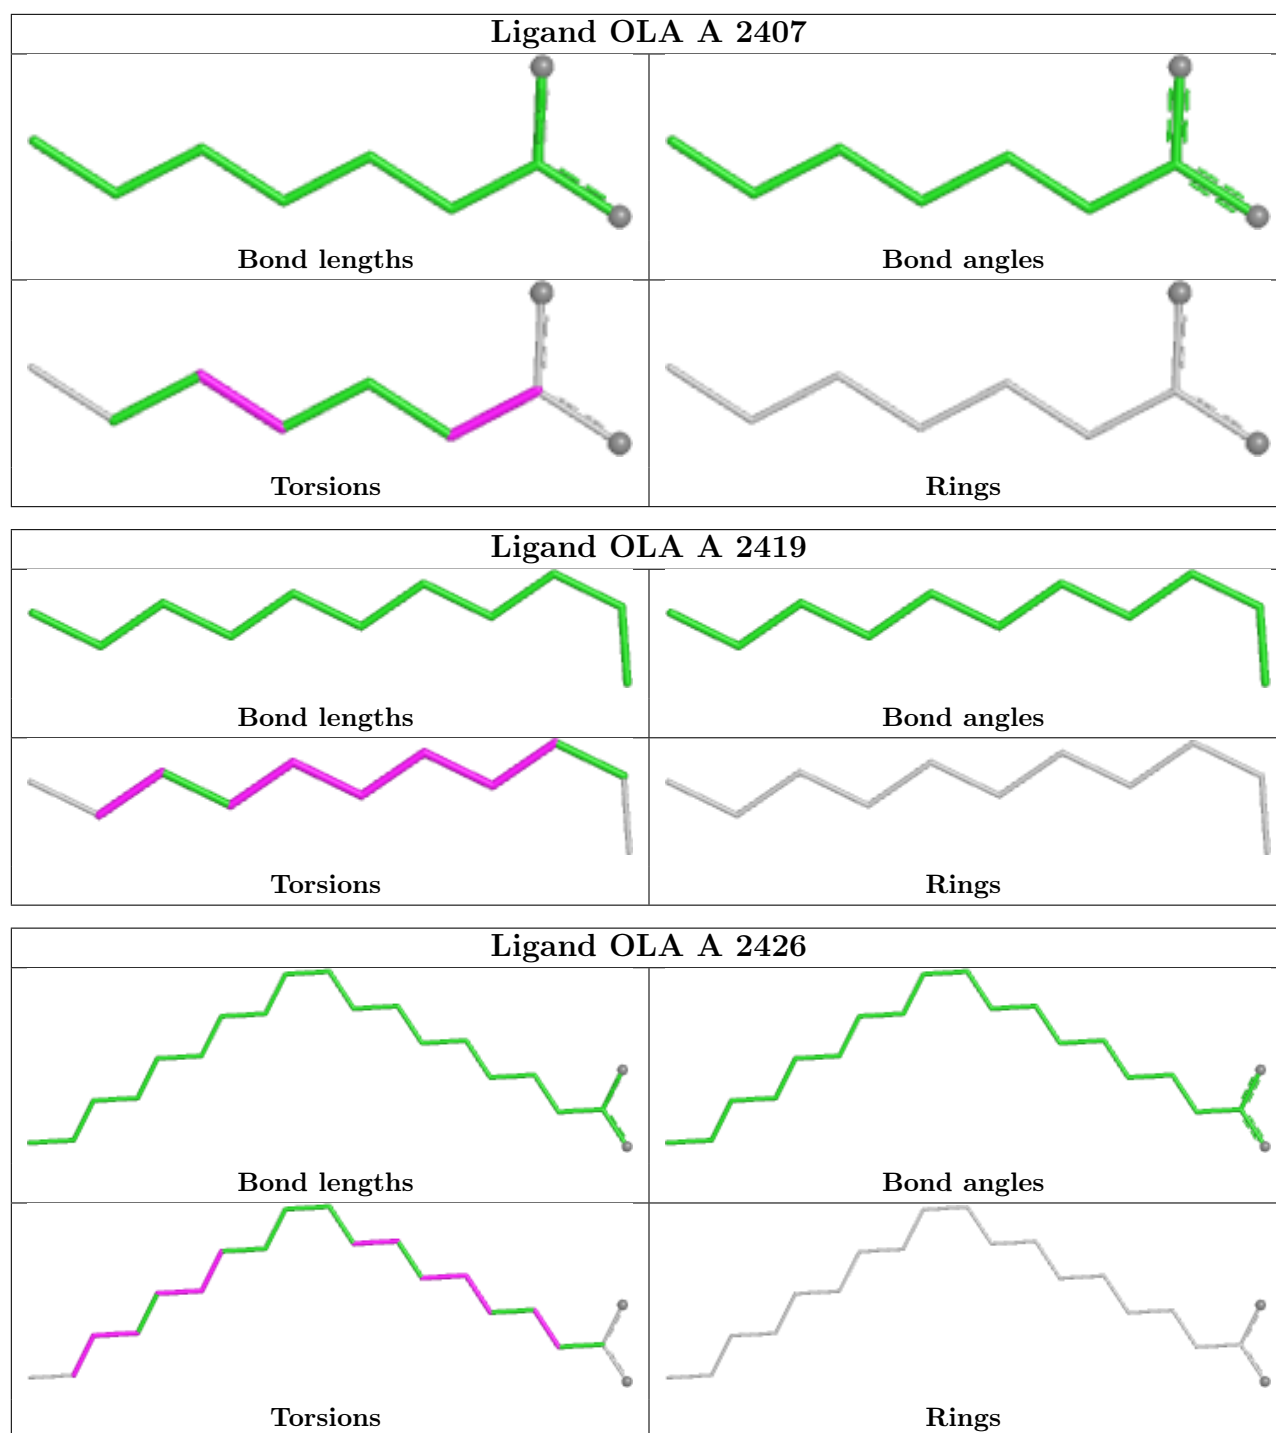 Ligand OLA A 2407
Bond lengths
Bond angles
Torsions
Rings
Ligand OLA A 2419
Bond lengths
Bond angles
Torsions
Rings
Ligand OLA A 2426
Bond lengths
Bond angles
Torsions
Rings